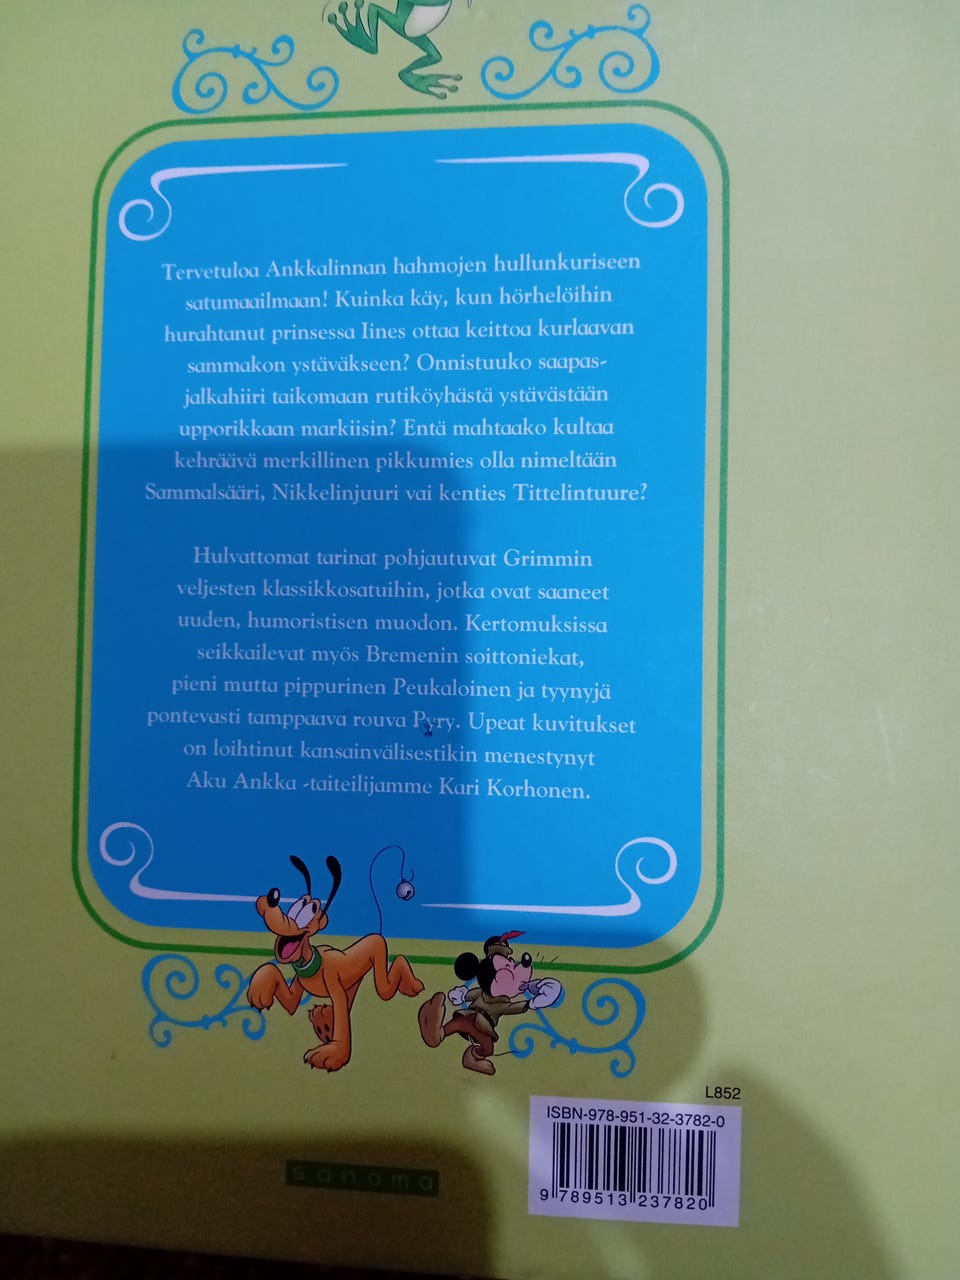 Tervetuloa Ankkalinnan hahmojen hullunkuriseen
satumaailmaan! Kuinka käy, kun hörhelöihin
hurahtanut prinsessa Iines ottaa keittoa kurlaavan
sammakon ystäväkseen? Onnistuuko saapas-
jalkahiiri taikomaan rutiköyhästä ystävästään
upporikkaan markiisin? Entä mahtaako kultaa
kehräävä merkillinen pikkumies olla nimeltään
Sammalsääri, Nikkelinjuuri vai kenties Tittelintuure?
Hulvattomat tarinat pohjautuvat Grimmin
veljesten klassikkosatuihin, jotka ovat saaneet
uuden, humoristisen muodon. Kertomuksissa
seikkailevat myös Bremenin soittoniekat,
pieni mutta pippurinen Peukaloinen ja tyynyjä
pontevasti tamppaava rouva Pyry. Upeat kuvitukset
on loihtinut kansainvälisestikin menestynyt
Aku Ankka -taiteilijamme Kari Korhonen.
L852
ISBN-978-951-32-3782-0
9 789513 237820
sanoma